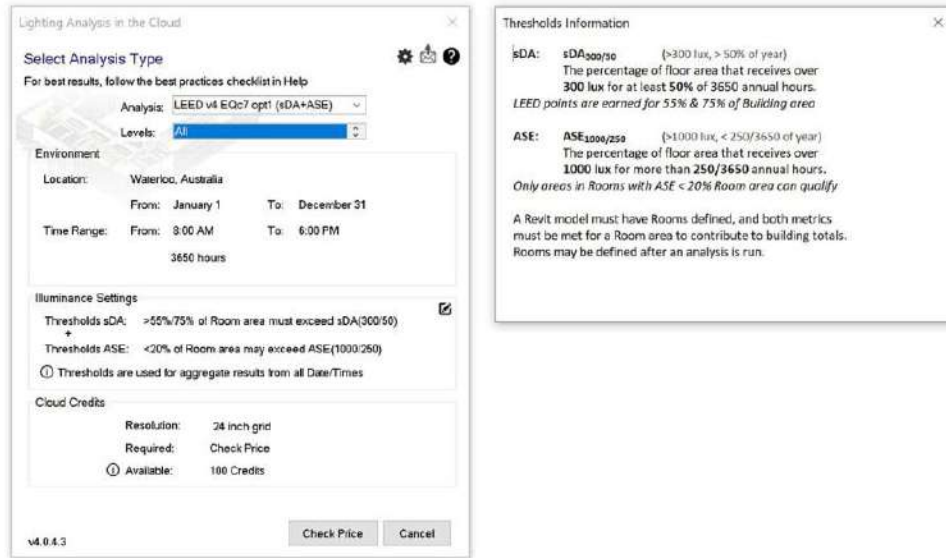 Lighting Analysis in the Cloud
Select Analysis Type
For best results, follow the best practices checklist in Help
Analysis: LEED v4 EQc7 opt1 (sDA+ASE)
Levels: All
Environment
Location: Waterloo, Australia
From: January 1 To: December 31
Time Range: From: 8:00 AM To: 6:00 PM
3650 hours
Illuminance Settings
Thresholds sDA: >55%/75% of Room area must exceed sDA(300/50)
+
Thresholds ASE: <20% of Room area may exceed ASE(1000/250)
Thresholds are used for aggregate results from all Date/Times
Cloud Credits
Resolution: 24 inch grid
Required: Check Price
Available: 100 Credits
v4.0.4.3
Check Price Cancel
Thresholds Information
sDA: sDA300/50 (>300 lux, > 50% of year)
The percentage of floor area that receives over
300 lux for at least 50% of 3650 annual hours.
LEED points are earned for 55% & 75% of Building area
ASE: ASE1000/250 (>1000 lux, < 250/3650 of year)
The percentage of floor area that receives over
1000 lux for more than 250/3650 annual hours.
Only areas in Rooms with ASE < 20% Room area can qualify
A Revit model must have Rooms defined, and both metrics
must be met for a Room area to contribute to building totals.
Rooms may be defined after an analysis is run.